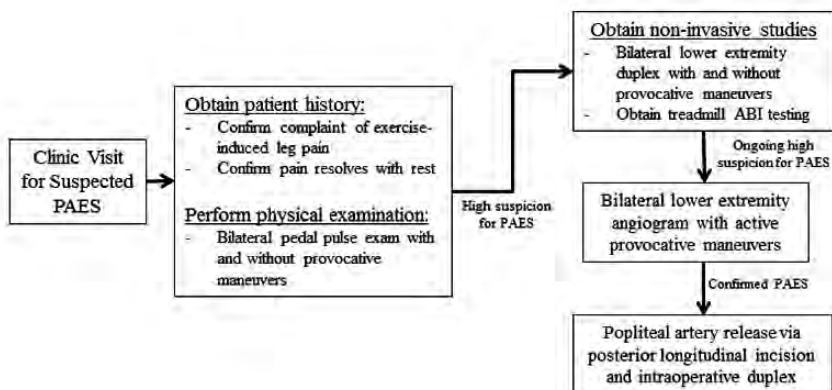 Clinic Visit
for Suspected
PAES
Obtain patient history:
- Confirm complaint of exercise-
induced leg pain
- Confirm pain resolves with rest
Perform physical examination:
- Bilateral pedal pulse exam with
and without provocative
maneuvers
High suspicion
for PAES
Obtain non-invasive studies
- Bilateral lower extremity
duplex with and without
provocative maneuvers
- Obtain treadmill ABI testing
Ongoing high
suspicion for PAES
Bilateral lower extremity
angiogram with active
provocative maneuvers
Confirmed PAES
Popliteal artery release via
posterior longitudinal incision
and intraoperative duplex